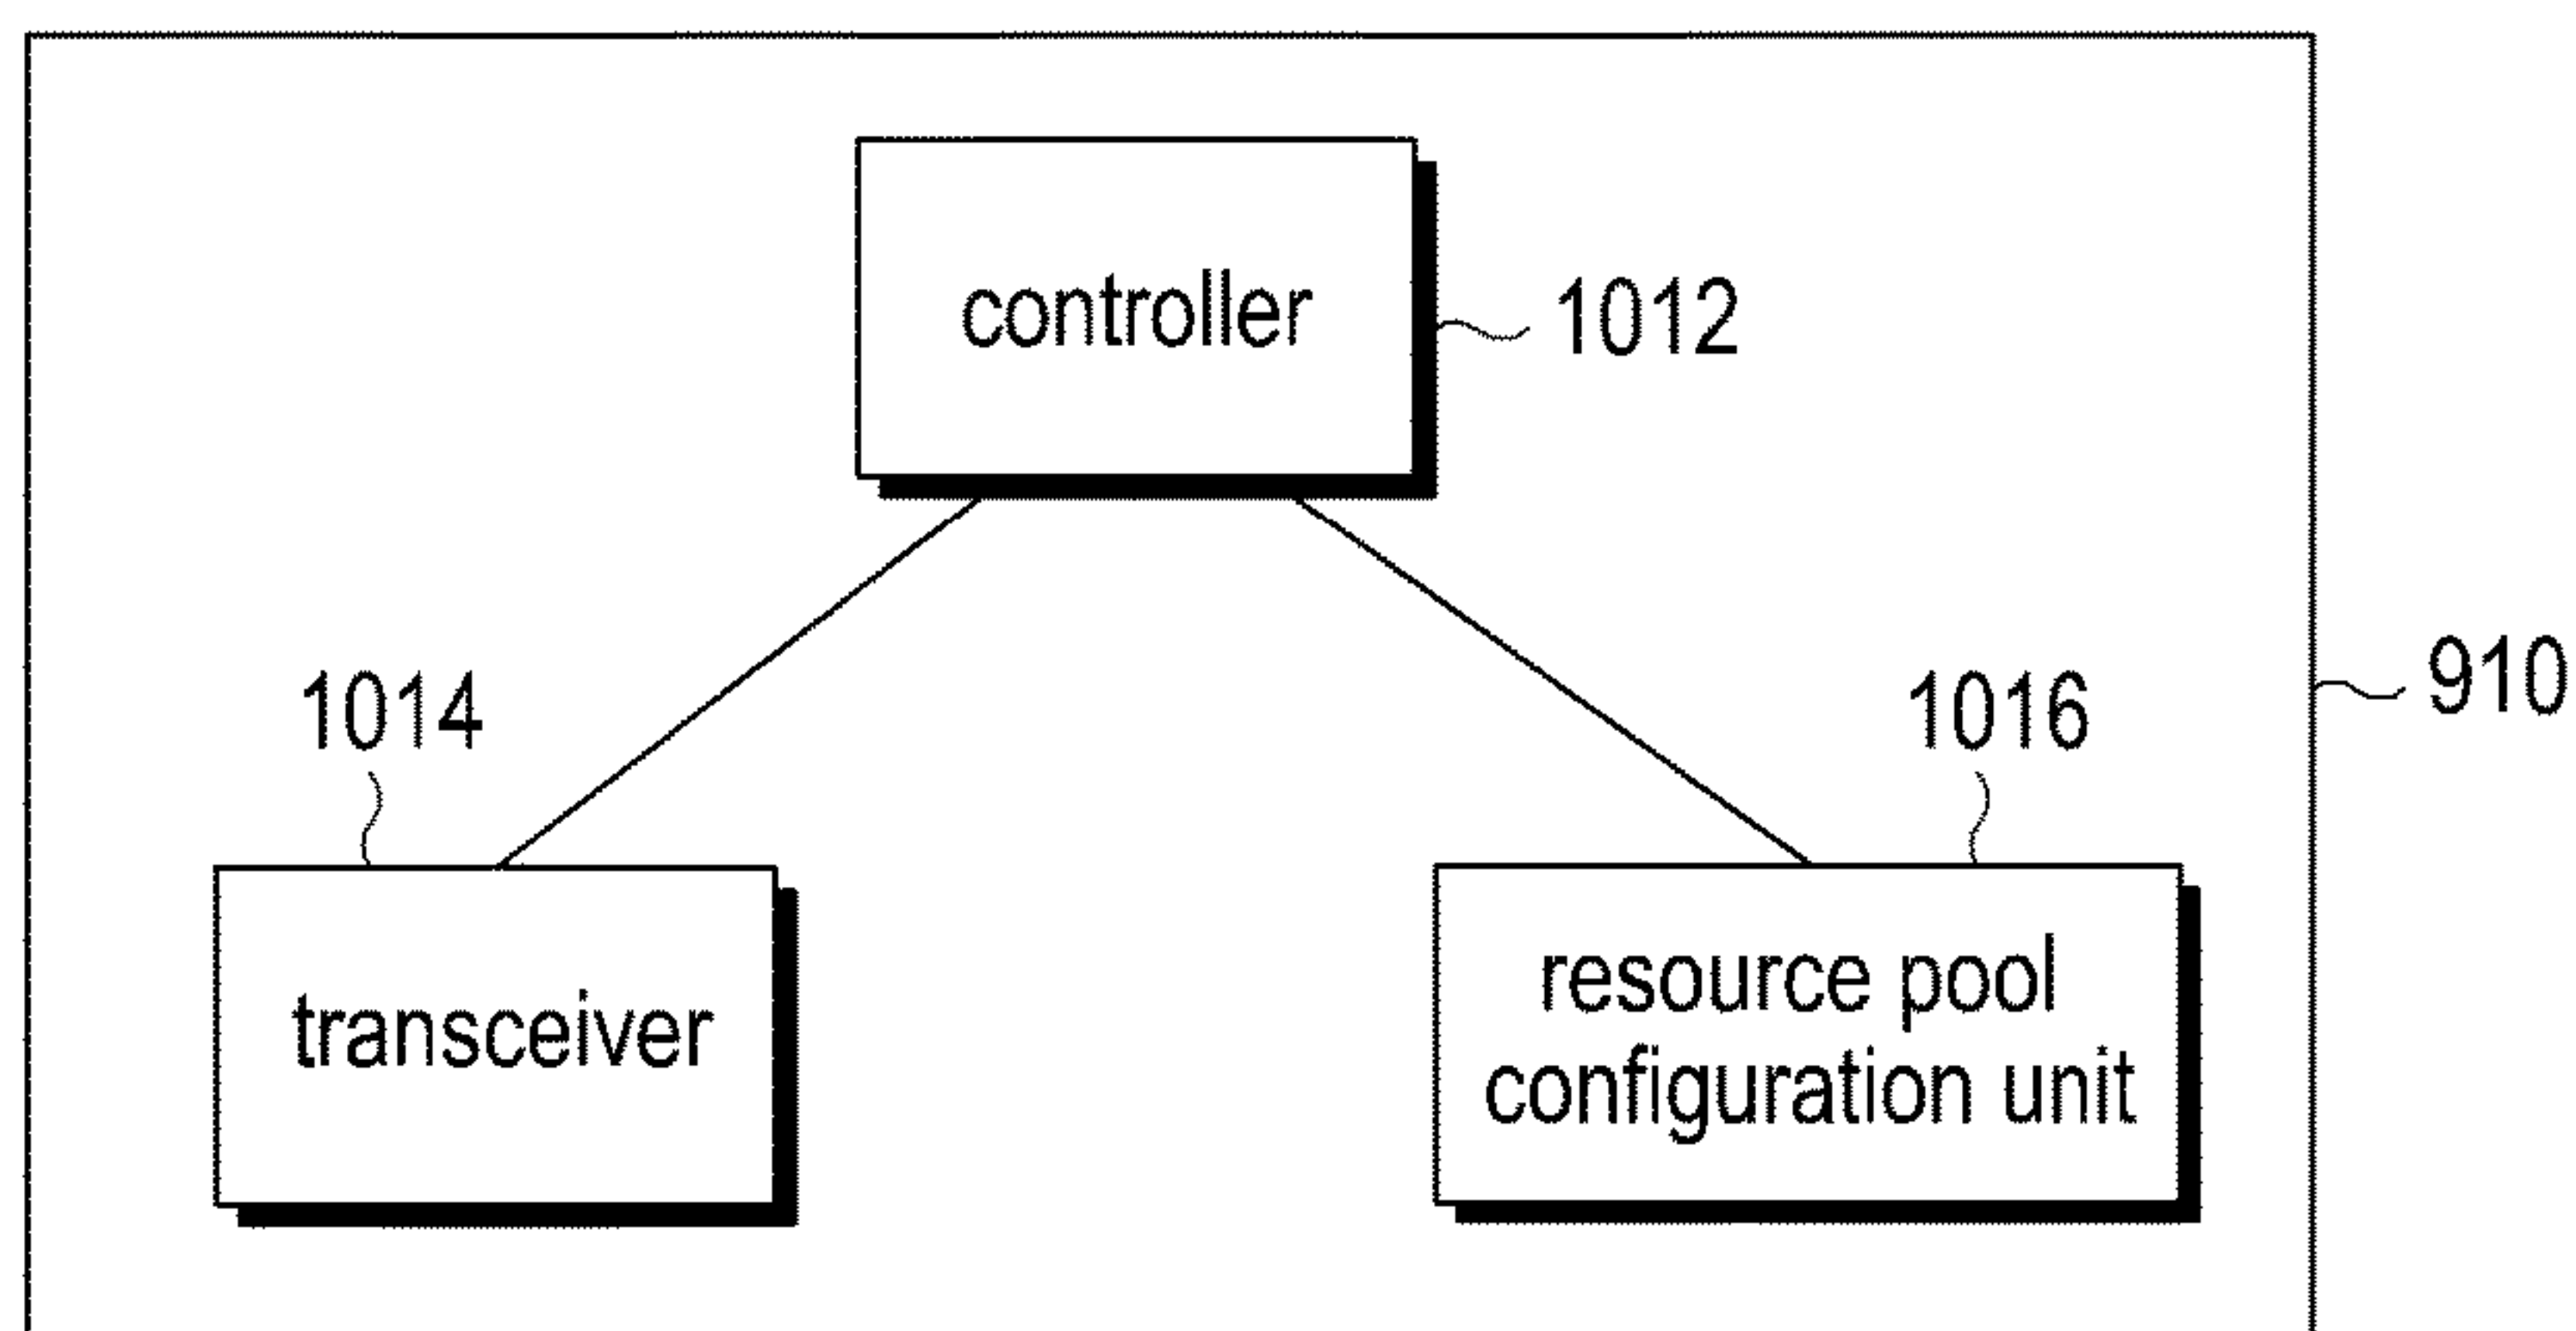 controller
1012
910
1014
1016
transceiver
resource pool
configuration unit